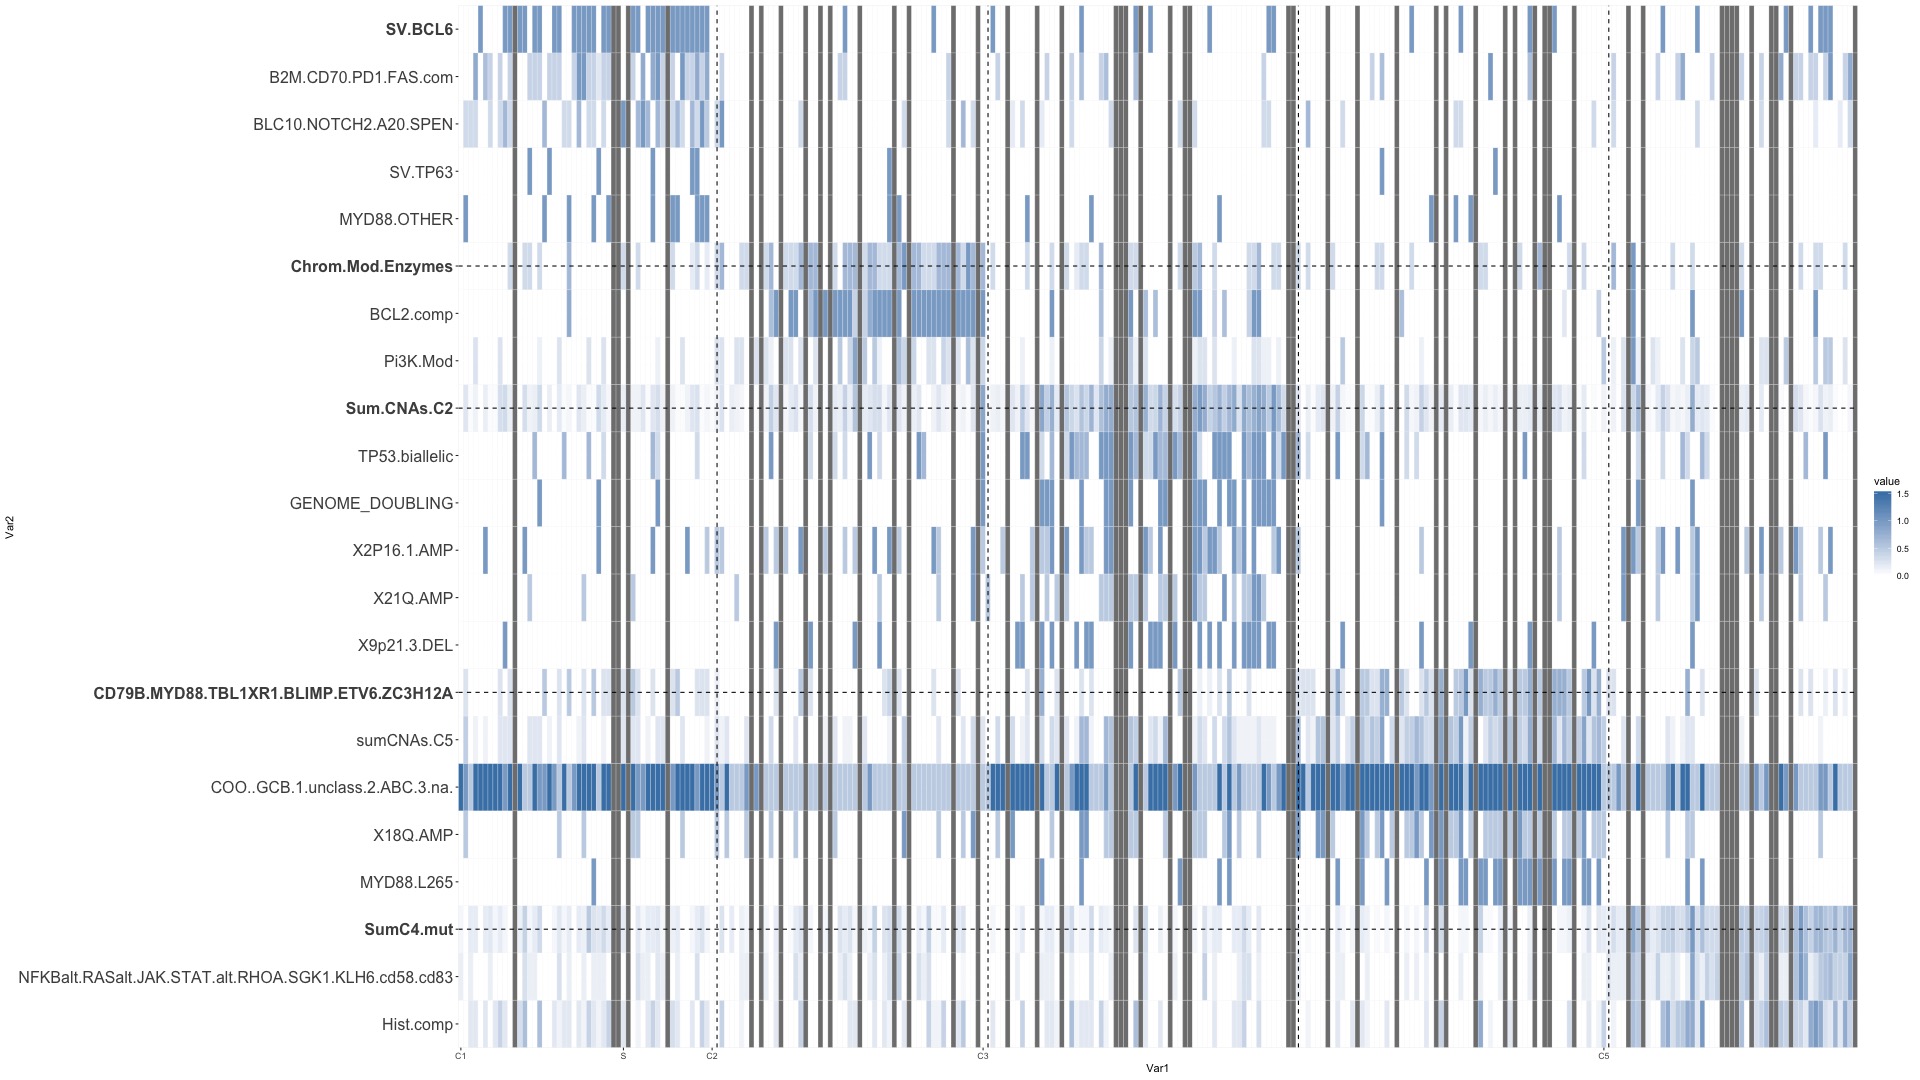 SV.BCL6
B2M.CD70.PD1.FAS.com
BLC10.NOTCH2.A20.SPEN
SV.TP63
MYD88.OTHER
Chrom.Mod.Enzymes
BCL2.comp
Pi3K.Mod
Sum.CNAs.C2
TP53.biallelic
GENOME_DOUBLING
X2P16.1.AMP
X21Q.AMP
X9p21.3.DEL
CD79B.MYD88.TBL1XR1.BLIMP.ETV6.ZC3H12A
sumCNAs.C5
COO..GCB.1.unclass.2.ABC.3.na.
X18Q.AMP
MYD88.L265
SumC4.mut
NFKBalt.RASalt.JAK.STAT.alt.RHOA.SGK1.KLH6.cd58.cd83
Hist.comp
Var2
C1 S C2 C3 C5
Var1
value
1.5
1.0
0.5
0.0